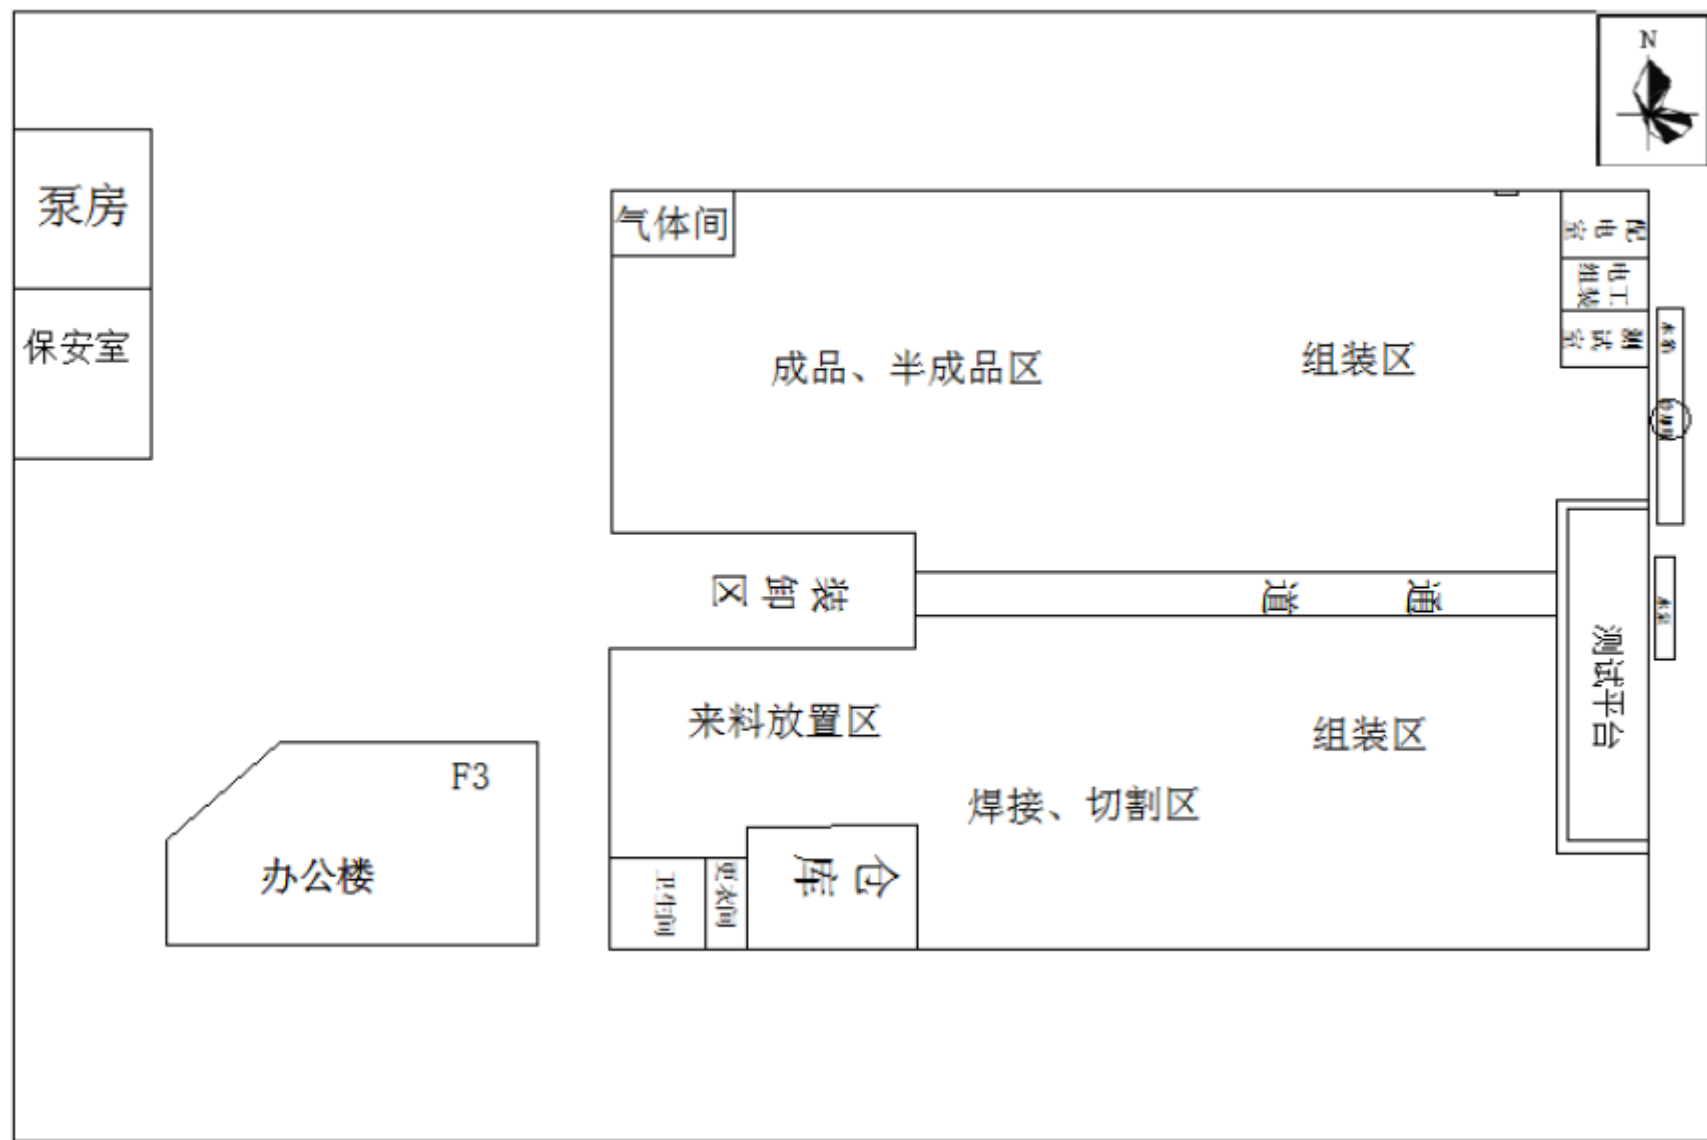 N
泵房
气体间
配电室
电工组装
保安室
测试室
成品、半成品区
组装区
装卸区
通道
测试平台
来料放置区
组装区
F3
焊接、切割区
办公楼
卫生间
更衣间
仓库